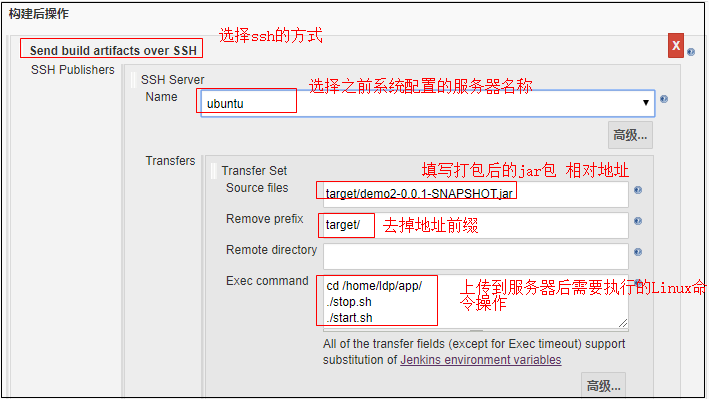 构建后操作
选择ssh的方式
Send build artifacts over SSH
X
SSH Publishers
SSH Server
Name
ubuntu
选择之前系统配置的服务器名称
高级...
Transfers
Transfer Set
填写打包后的jar包 相对地址
Source files
target/demo2-0.0.1-SNAPSHOT.jar
Remove prefix
target/
去掉地址前缀
Remote directory
Exec command
cd /home/ldp/app/
./stop.sh
./start.sh
上传到服务器后需要执行的Linux命
令操作
All of the transfer fields (except for Exec timeout) support
substitution of Jenkins environment variables
高级...